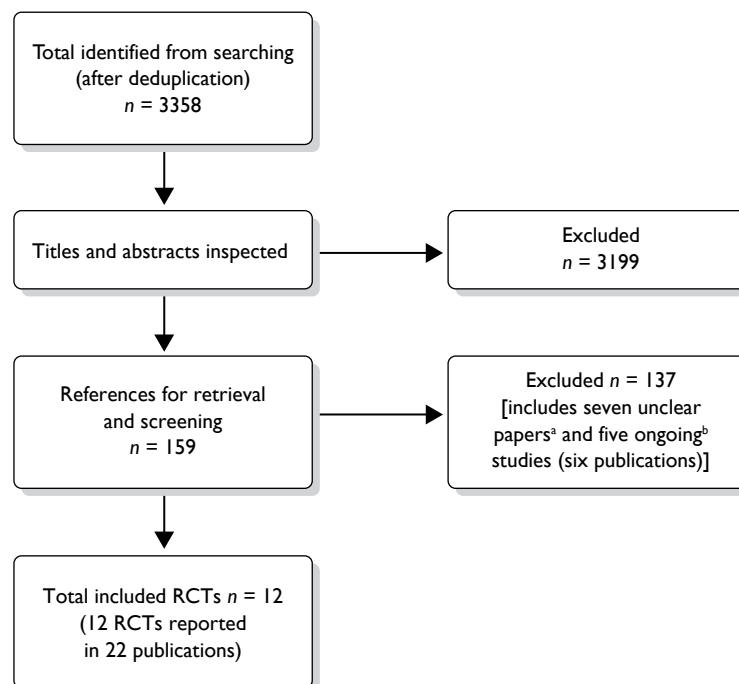 Total identified from searching
(after deduplication)
n = 3358
Titles and abstracts inspected
Excluded
n = 3199
References for retrieval
and screening
n = 159
Excluded n = 137
[includes seven unclear
papersᵃ and five ongoingᵇ
studies (six publications)]
Total included RCTs n = 12
(12 RCTs reported
in 22 publications)